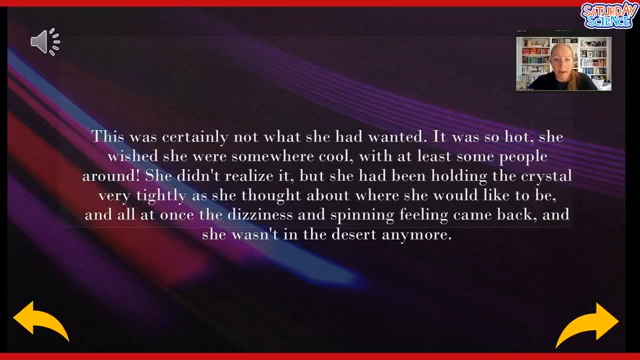 SATURDAY
SCIENCE
This was certainly not what she had wanted. It was so hot, she
wished she were somewhere cool, with at least some people
around! She didn't realize it, but she had been holding the crystal
very tightly as she thought about where she would like to be,
and all at once the dizziness and spinning feeling came back, and
she wasn't in the desert anymore.